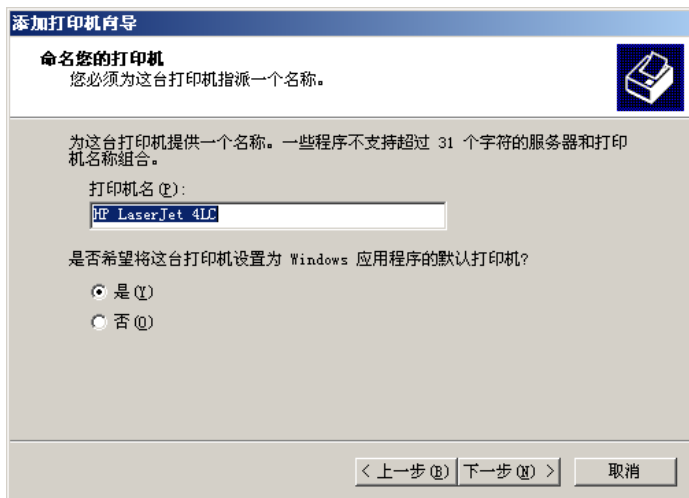 添加打印机向导
命名您的打印机
您必须为这台打印机指派一个名称。
为这台打印机提供一个名称。一些程序不支持超过 31 个字符的服务器和打印
机名称组合。
打印机名(P):
HP LaserJet 4LC
是否希望将这台打印机设置为 Windows 应用程序的默认打印机?
是(Y)
否(O)
< 上一步(B) 下一步(N) > 取消